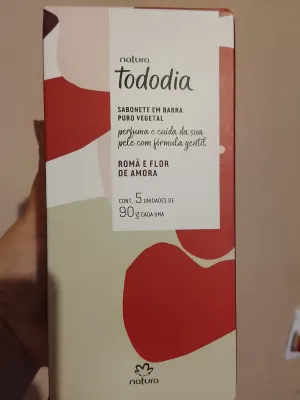 natura
tododia
SABONETE EM BARRA
PURO VEGETAL
perfuma e cuida da sua
pele com fórmula gentil
ROMÃ E FLOR
DE AMORA
CONT. 5 UNIDADES DE
90g CADA UMA
natura